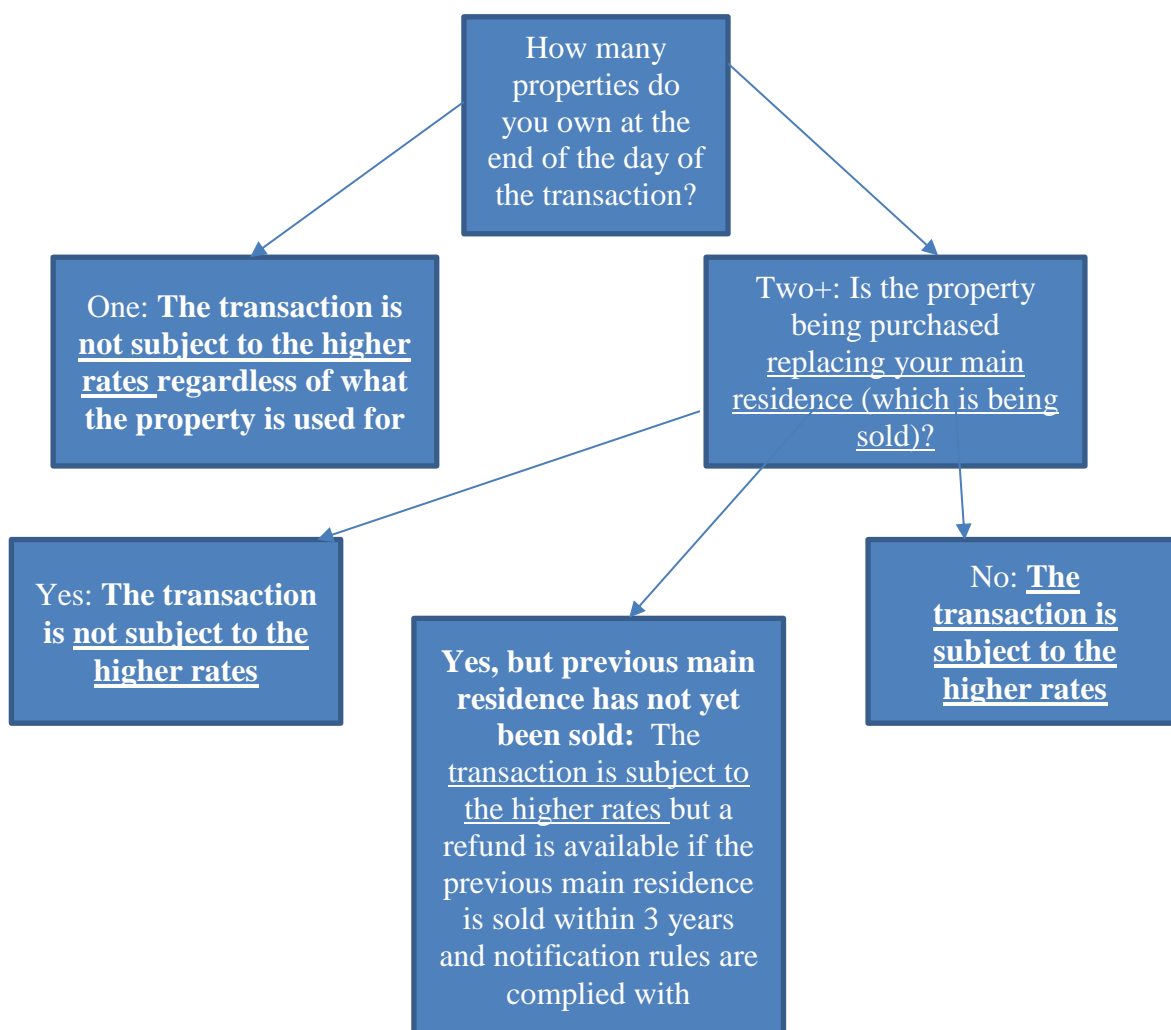 How many
properties do
you own at the
end of the day of
the transaction?
One: The transaction is
not subject to the higher
rates regardless of what
the property is used for
Two+: Is the property
being purchased
replacing your main
residence (which is being
sold)?
Yes: The transaction
is not subject to the
higher rates
Yes, but previous main
residence has not yet
been sold: The
transaction is subject to
the higher rates but a
refund is available if the
previous main residence
is sold within 3 years
and notification rules are
complied with
No: The
transaction is
subject to the
higher rates